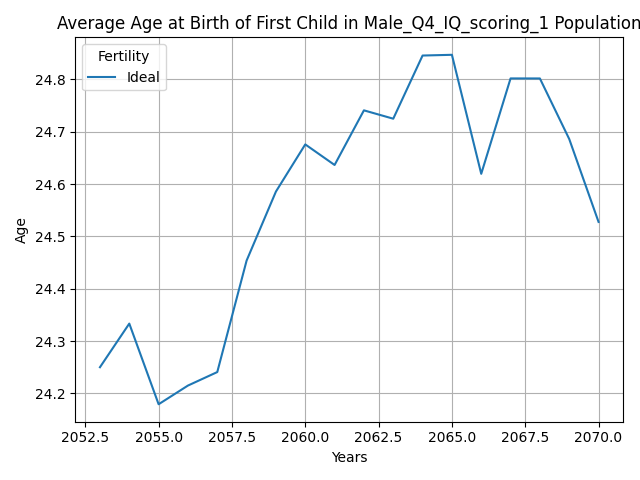 Average Age at Birth of First Child in Male_Q4_IQ_scoring_1 Population
Fertility
Ideal
24.8
24.7
24.6
24.5
24.4
24.3
24.2
Age
2052.5 2055.0 2057.5 2060.0 2062.5 2065.0 2067.5 2070.0
Years